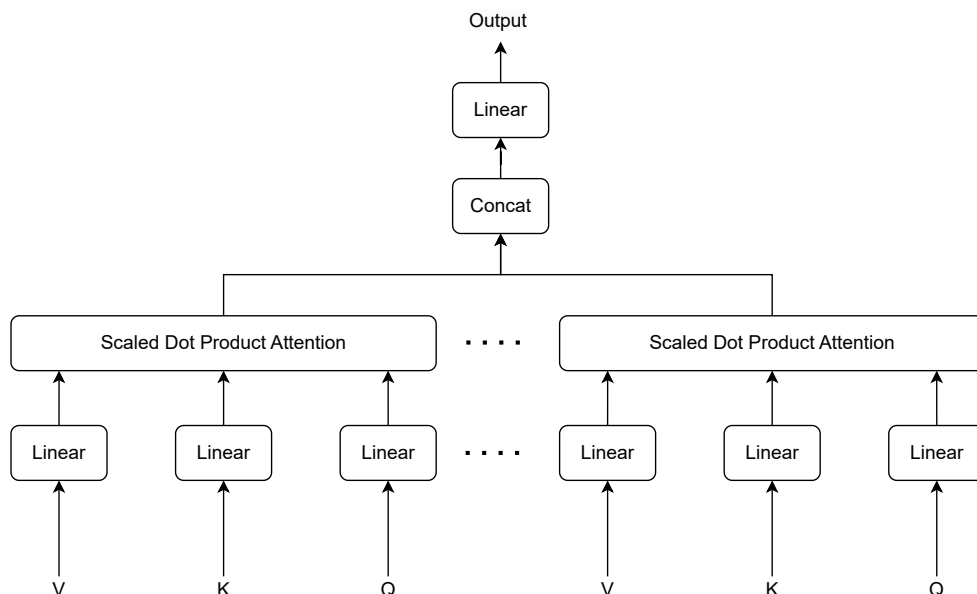 Output
Linear
Concat
Scaled Dot Product Attention
. . . .
Scaled Dot Product Attention
Linear
Linear
Linear
. . . .
Linear
Linear
Linear
V
K
Q
V
K
Q